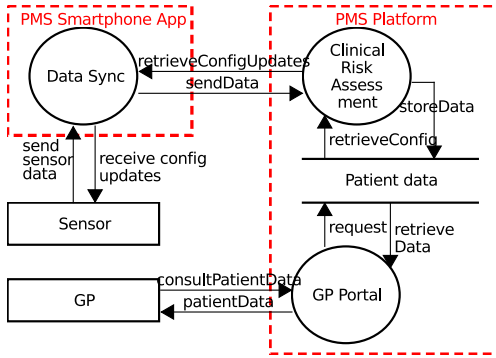 PMS Smartphone App
PMS Platform
Data Sync
retrieveConfigUpdates
sendData
Clinical
Risk
Assess
ment
storeData
send
sensor
data
receive config
updates
retrieveConfig
Patient data
Sensor
request
retrieve
Data
GP
consultPatientData
patientData
GP Portal